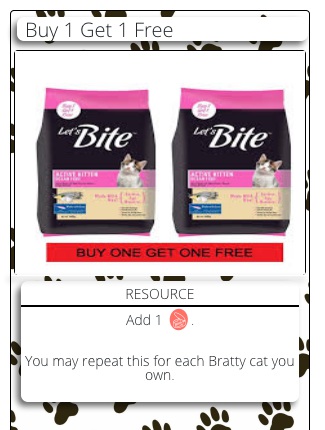 Buy 1 Get 1 Free
Let's Bite
Let's Bite
ACTIVE KITTEN
ACTIVE KITTEN
BUY ONE GET ONE FREE
RESOURCE
Add 1 .
You may repeat this for each Bratty cat you
own.